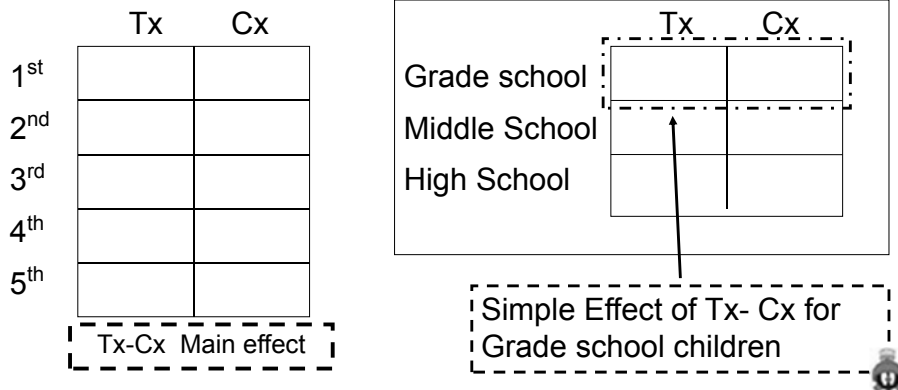 Tx Cx
1st
2nd
3rd
4th
5th
Tx-Cx Main effect
Tx Cx
Grade school
Middle School
High School
Simple Effect of Tx- Cx for
Grade school children